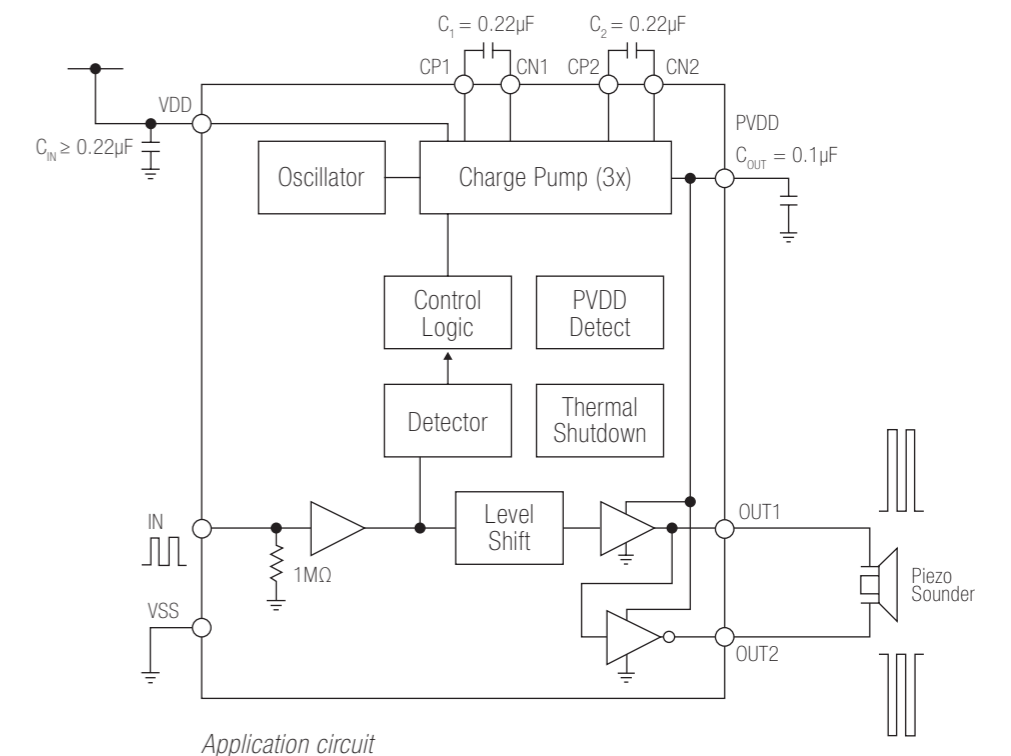 C₁ = 0.22µF
C₂ = 0.22µF
CP1
CN1
CP2
CN2
VDD
PVDD
C_IN ≥ 0.22µF
C_OUT = 0.1µF
Oscillator
Charge Pump (3x)
Control
Logic
PVDD
Detect
Detector
Thermal
Shutdown
IN
Level
Shift
OUT1
1MΩ
Piezo
Sounder
VSS
OUT2
Application circuit